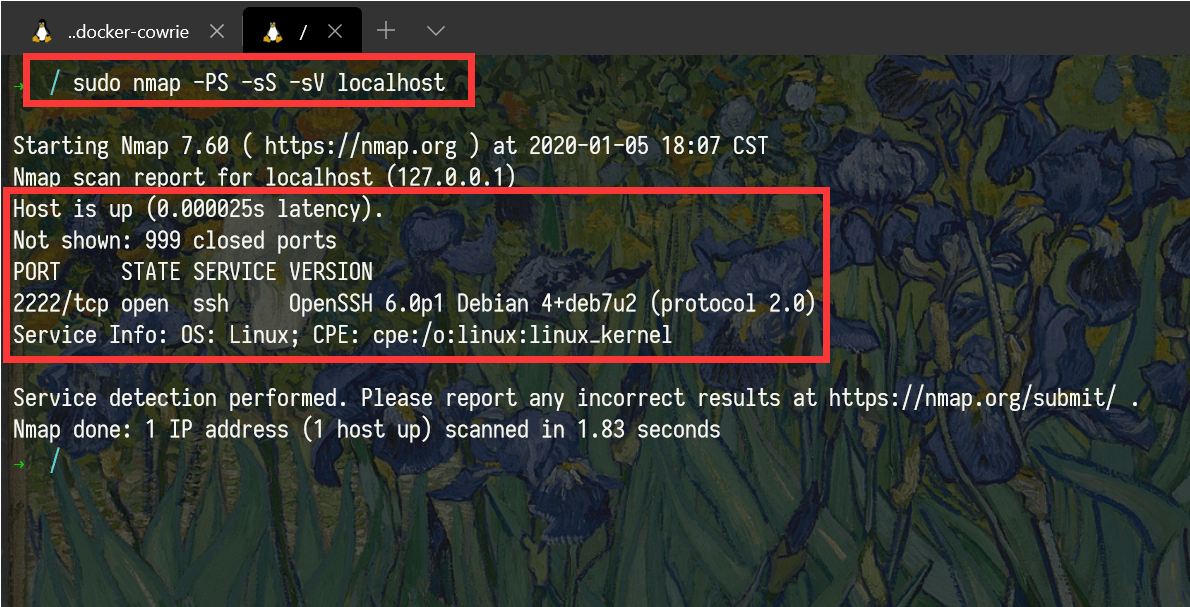 ..docker-cowrie
/
→ / sudo nmap -PS -sS -sV localhost
Starting Nmap 7.60 ( https://nmap.org ) at 2020-01-05 18:07 CST
Nmap scan report for localhost (127.0.0.1)
Host is up (0.000025s latency).
Not shown: 999 closed ports
PORT     STATE SERVICE VERSION
2222/tcp open  ssh     OpenSSH 6.0p1 Debian 4+deb7u2 (protocol 2.0)
Service Info: OS: Linux; CPE: cpe:/o:linux:linux_kernel
Service detection performed. Please report any incorrect results at https://nmap.org/submit/ .
Nmap done: 1 IP address (1 host up) scanned in 1.83 seconds
→ /